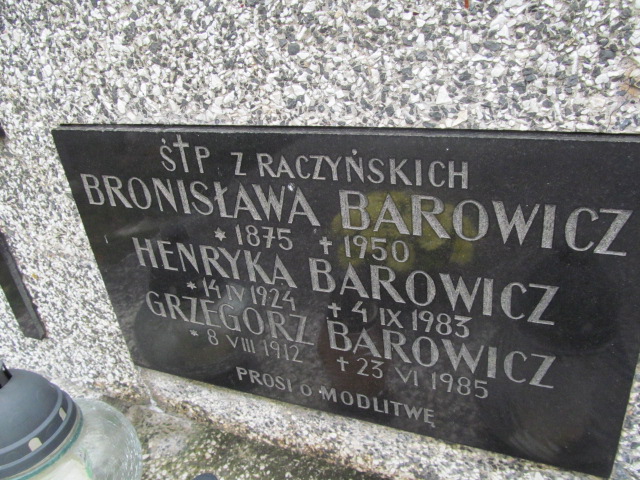 Ś†P Z RACZYŃSKICH
BRONISŁAWA BAROWICZ
* 1875 † 1950
HENRYKA BAROWICZ
* 14 IV 1924 † 4 IX 1983
GRZEGORZ BAROWICZ
* 8 VIII 1912 † 23 VI 1985
PROSI O MODLITWĘ